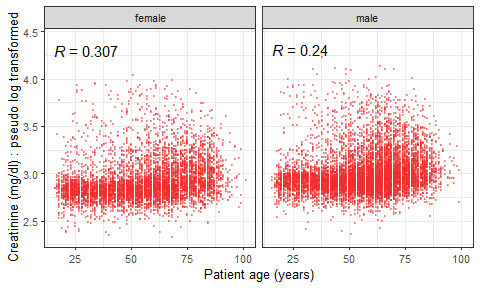 female
male
Creatinine (mg/dl) : pseudo log transformed
4.5
4.0
3.5
3.0
2.5
R = 0.307
R = 0.24
25
50
75
100
25
50
75
100
Patient age (years)